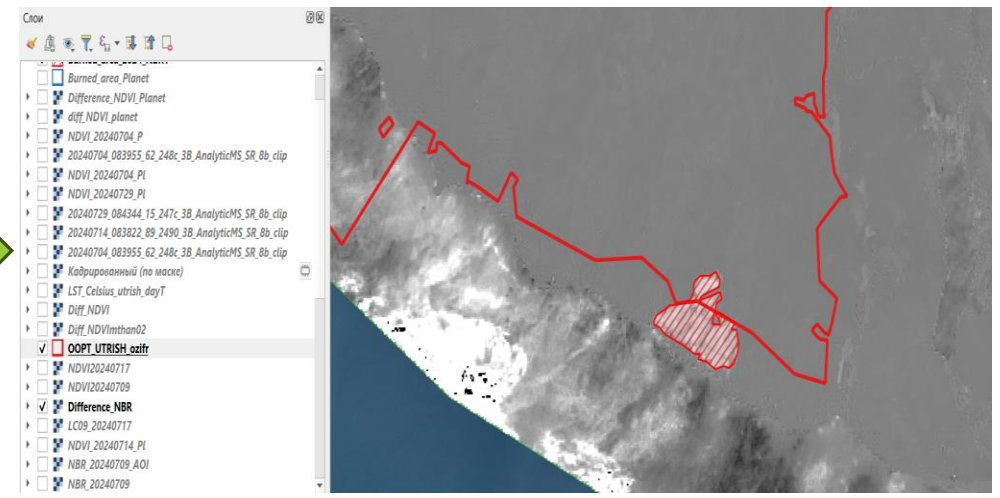 Слои
Burned_area_Planet
Difference_NDVI_Planet
diff_NDVI_planet
NDVI_20240704_P
20240704_083955_62_248c_3B_AnalyticMS_SR_8b_clip
NDVI_20240704_Pl
NDVI_20240729_Pl
20240729_084344_15_247c_3B_AnalyticMS_SR_8b_clip
20240714_083822_89_2490_3B_AnalyticMS_SR_8b_clip
20240704_083955_62_248c_3B_AnalyticMS_SR_8b_clip
Кадрированный (по маске)
LST_Celsius_utrish_dayT
Diff_NDVI
Diff_NDVImthan02
OOPT_UTRISH_ozifr
NDVI20240717
NDVI20240709
Difference_NBR
LC09_20240717
NDVI_20240714_Pl
NBR_20240709_AOI
NBR_20240709